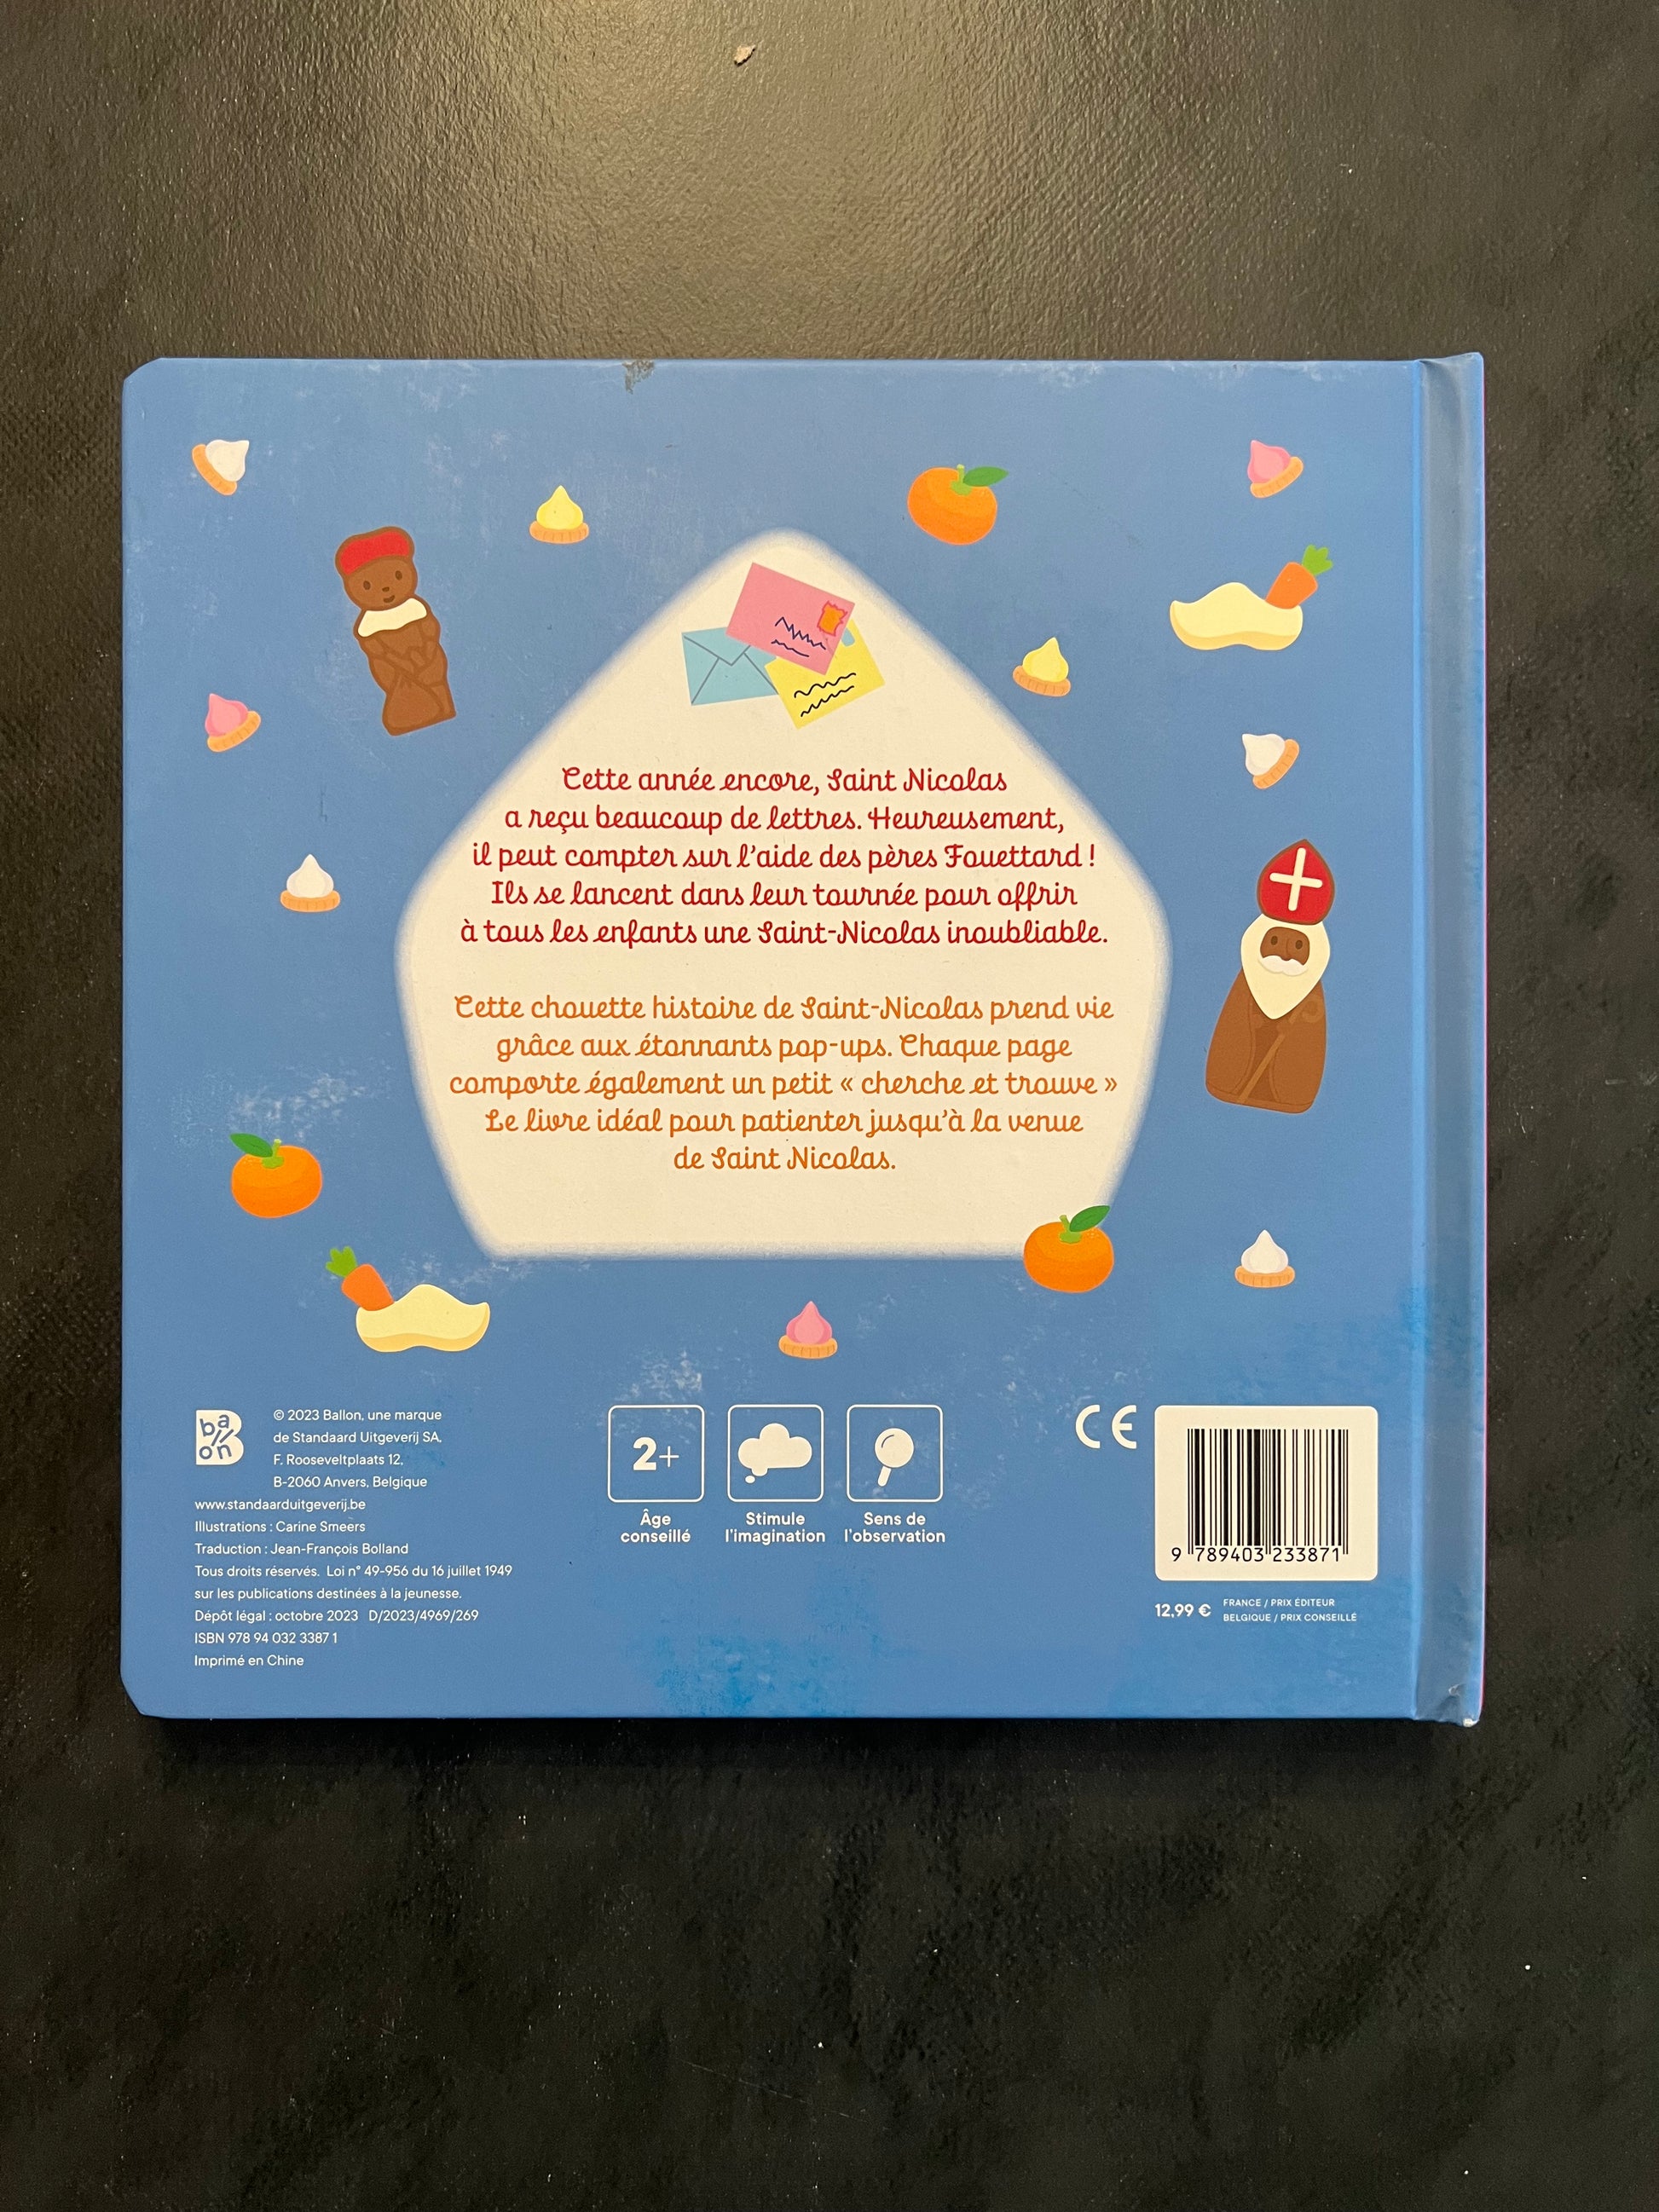 Cette année encore, Saint Nicolas
a reçu beaucoup de lettres. Heureusement,
il peut compter sur l'aide des pères Fouettard !
Ils se lancent dans leur tournée pour offrir
à tous les enfants une Saint-Nicolas inoubliable.
Cette chouette histoire de Saint-Nicolas prend vie
grâce aux étonnants pop-ups. Chaque page
comporte également un petit « cherche et trouve »
Le livre idéal pour patienter jusqu'à la venue
de Saint Nicolas.
ballon
© 2023 Ballon, une marque
de Standaard Uitgeverij SA,
F. Rooseveltplaats 12,
B-2060 Anvers, Belgique
www.standaarduitgeverij.be
Illustrations : Carine Smeers
Traduction : Jean-François Bolland
Tous droits réservés. Loi n° 49-956 du 16 juillet 1949
sur les publications destinées à la jeunesse.
Dépôt légal : octobre 2023 D/2023/4969/269
ISBN 978 94 032 3387 1
Imprimé en Chine
2+
Âge
conseillé
Stimule
l'imagination
Sens de
l'observation
CE
9 789403 233871
12,99 € FRANCE / PRIX ÉDITEUR
BELGIQUE / PRIX CONSEILLÉ